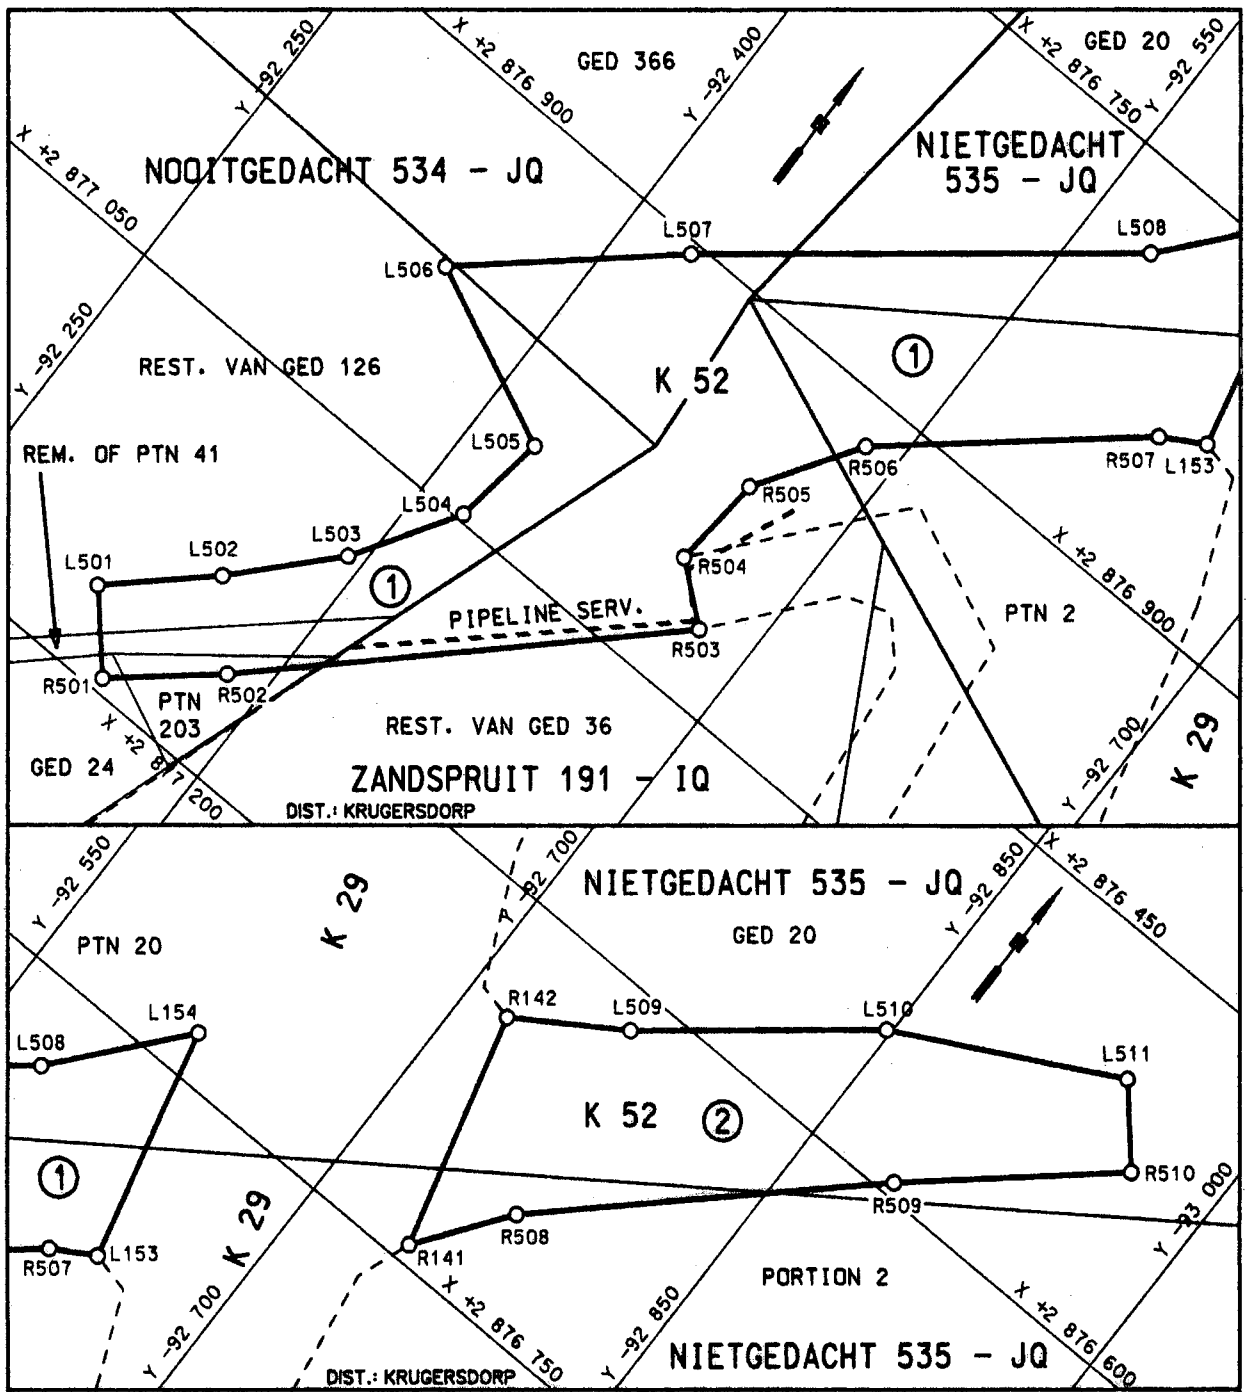 Y -92 250
X +2 876 900
GED 366
Y -92 400
X +2 876 750
GED 20
Y -92 550
X +2 877 050
NOOITGEDACHT 534 - JQ
NIETGEDACHT
535 - JQ
L507
L508
L506
Y -92 250
REST. VAN GED 126
K 52
1
L505
REM. OF PTN 41
R506
R507
L153
R505
L504
L503
L502
L501
R504
X +2 876 900
1
PIPELINE SERV.
PTN 2
R503
R501
R502
PTN
203
REST. VAN GED 36
X +2 877 200
GED 24
ZANDSPRUIT 191 - IQ
DIST.: KRUGERSDORP
Y -92 700
K 29
Y -92 550
K 29
Y -92 700
NIETGEDACHT 535 - JQ
Y -92 850
X +2 876 450
PTN 20
GED 20
L154
R142
L509
L510
L508
L511
K 52
2
1
R510
R509
K 29
R508
R507
L153
R141
Y -93 000
PORTION 2
Y -92 700
X +2 876 750
Y -92 850
X +2 876 600
NIETGEDACHT 535 - JQ
DIST.: KRUGERSDORP